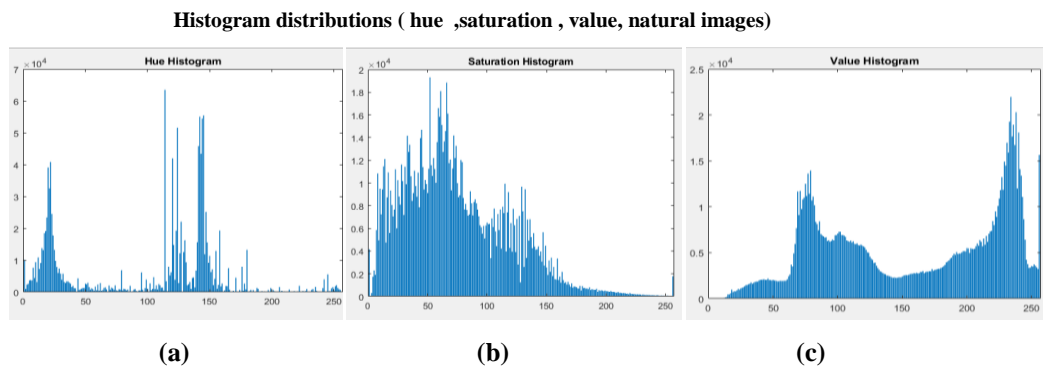 Histogram distributions ( hue ,saturation , value, natural images)
Hue Histogram
×10^4
7
6
5
4
3
2
1
0
0 50 100 150 200 250
(a)
Saturation Histogram
×10^4
2
1.8
1.6
1.4
1.2
1
0.8
0.6
0.4
0.2
0
0 50 100 150 200 250
(b)
Value Histogram
×10^4
2.5
2
1.5
1
0.5
0
0 50 100 150 200 250
(c)